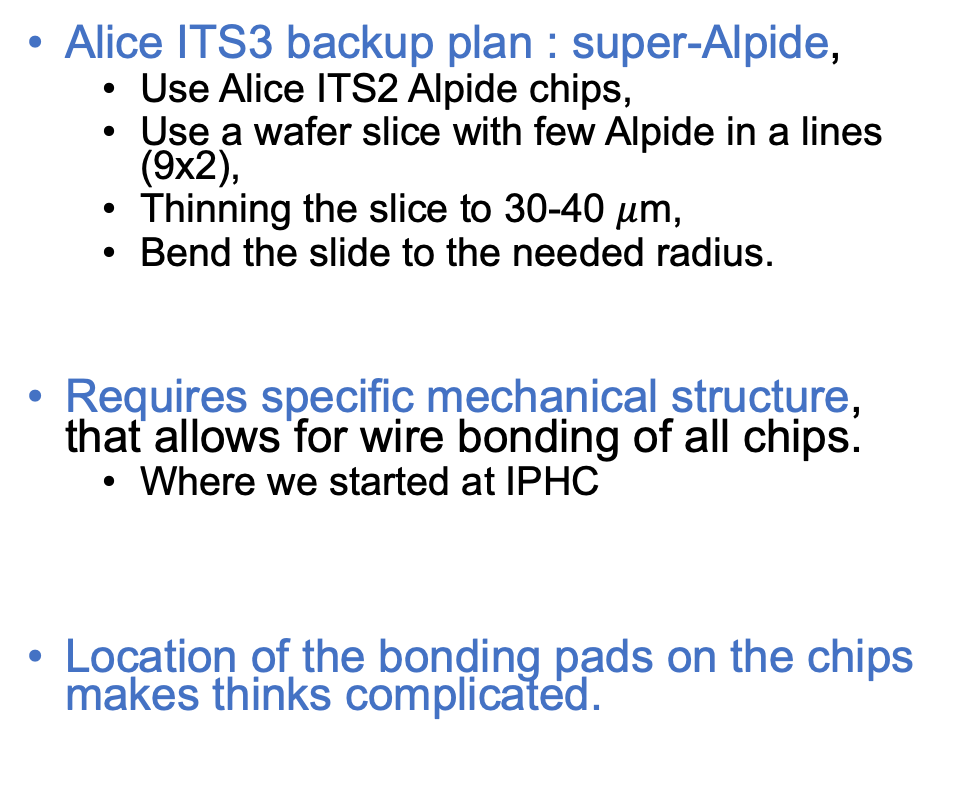 • Alice ITS3 backup plan : super-Alpide,
• Use Alice ITS2 Alpide chips,
• Use a wafer slice with few Alpide in a lines
(9x2),
• Thinning the slice to 30-40 𝜇m,
• Bend the slide to the needed radius.
• Requires specific mechanical structure,
that allows for wire bonding of all chips.
• Where we started at IPHC
• Location of the bonding pads on the chips
makes thinks complicated.